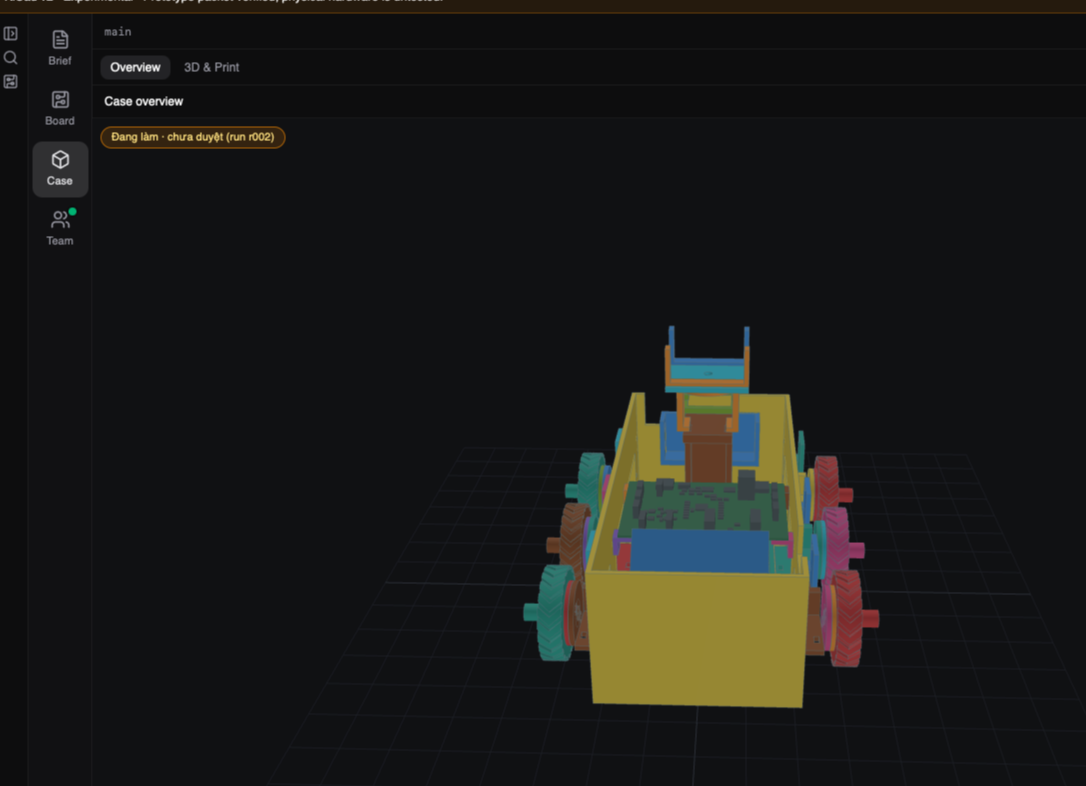 main
Brief
Overview 3D & Print
Case overview
Board
Đang làm · chưa duyệt (run r002)
Case
Team